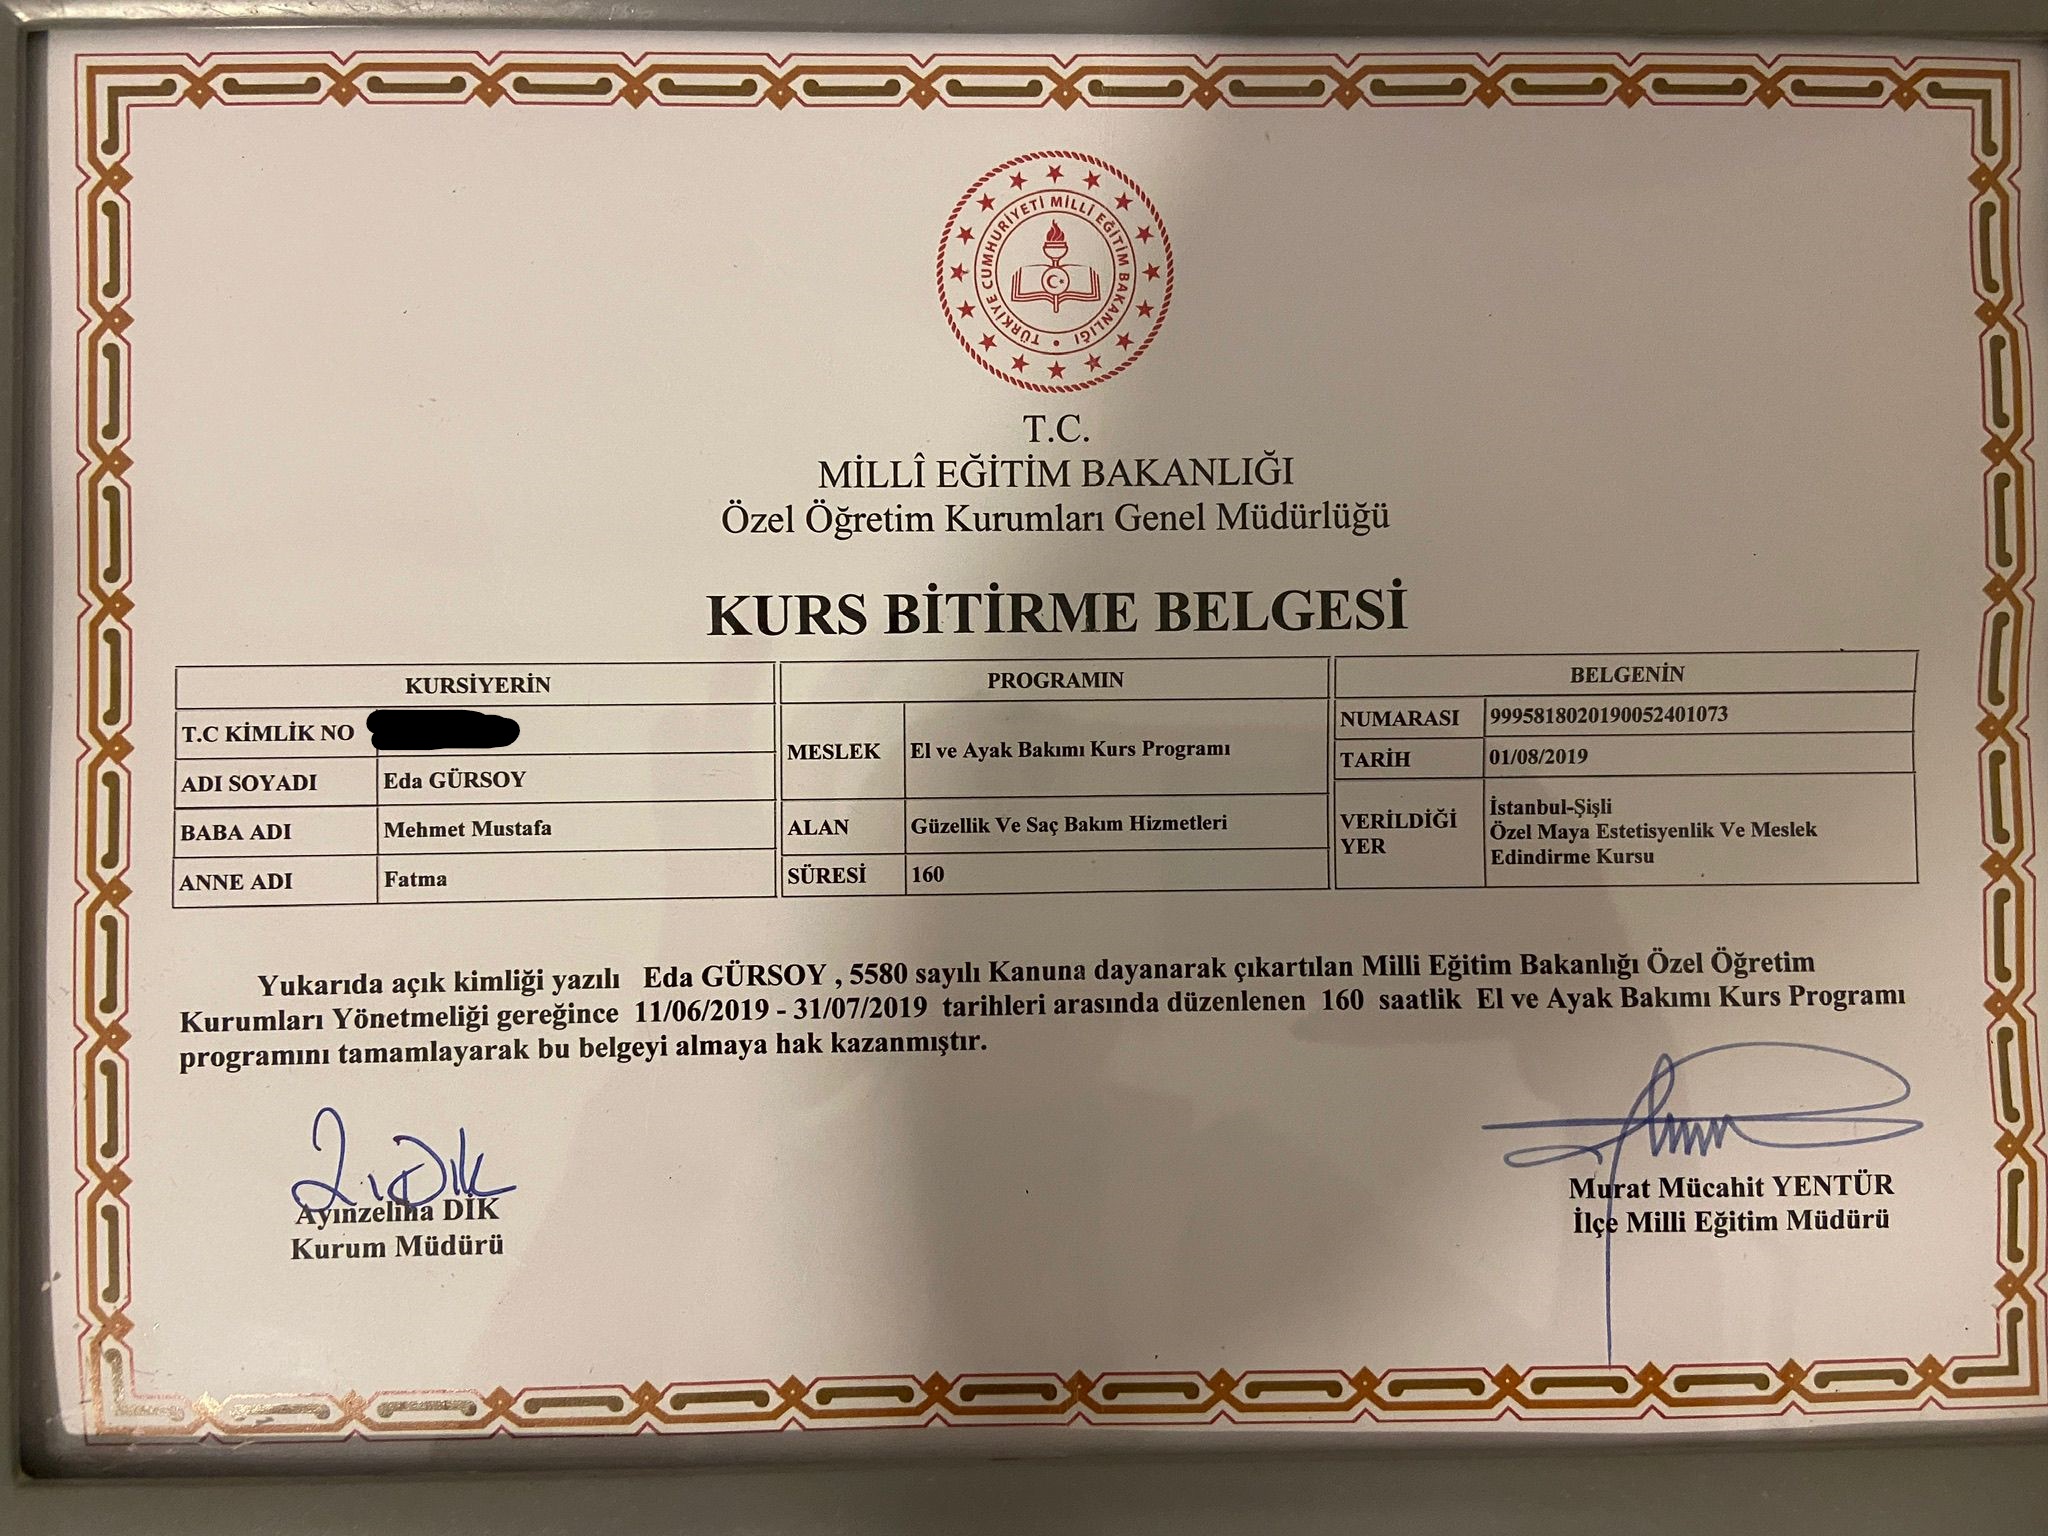 TÜRKİYE CUMHURİYETİ MİLLİ EĞİTİM BAKANLIĞI
T.C.
MİLLÎ EĞİTİM BAKANLIĞI
Özel Öğretim Kurumları Genel Müdürlüğü
KURS BİTİRME BELGESİ
KURSİYERİN
T.C KİMLİK NO
ADI SOYADI Eda GÜRSOY
BABA ADI Mehmet Mustafa
ANNE ADI Fatma
PROGRAMIN
MESLEK El ve Ayak Bakımı Kurs Programı
ALAN Güzellik Ve Saç Bakım Hizmetleri
SÜRESİ 160
BELGENİN
NUMARASI 9995818020190052401073
TARİH 01/08/2019
VERİLDİĞİ YER İstanbul-Şişli
Özel Maya Estetisyenlik Ve Meslek
Edindirme Kursu
Yukarıda açık kimliği yazılı Eda GÜRSOY , 5580 sayılı Kanuna dayanarak çıkartılan Milli Eğitim Bakanlığı Özel Öğretim
Kurumları Yönetmeliği gereğince 11/06/2019 - 31/07/2019 tarihleri arasında düzenlenen 160 saatlik El ve Ayak Bakımı Kurs Programı
programını tamamlayarak bu belgeyi almaya hak kazanmıştır.
Ayınzeliha DİK
Kurum Müdürü
Murat Mücahit YENTÜR
İlçe Milli Eğitim Müdürü